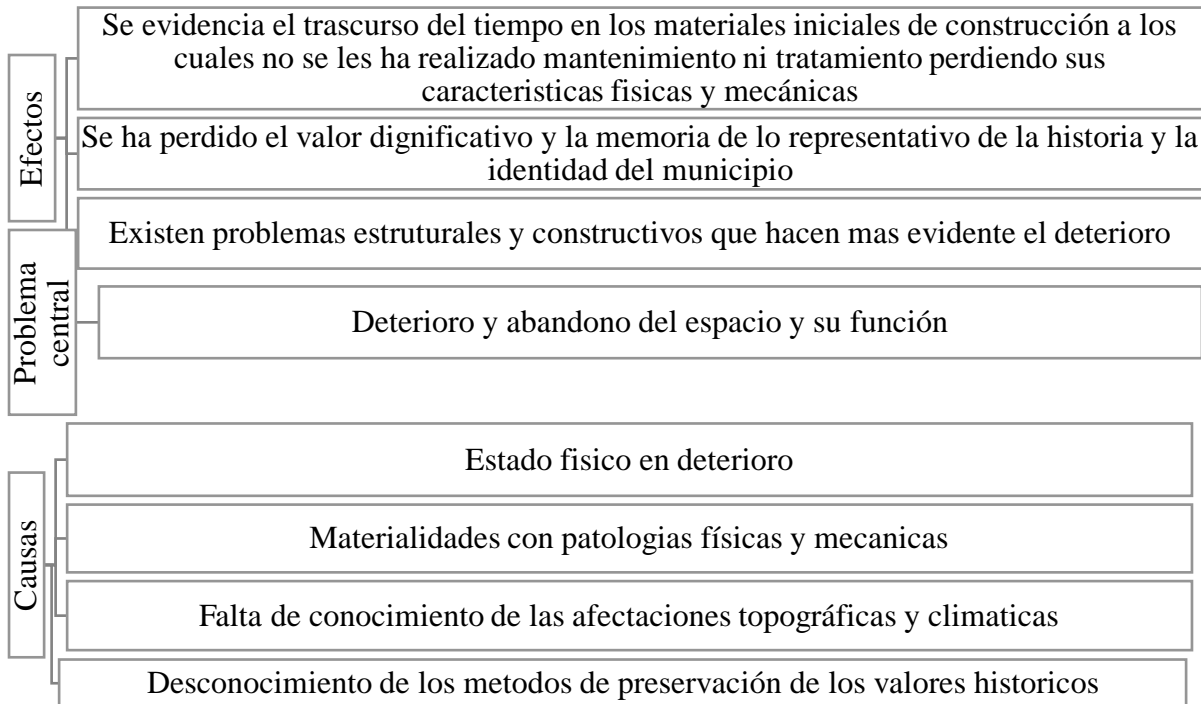 Efectos
Se evidencia el trascurso del tiempo en los materiales iniciales de construcción a los
cuales no se les ha realizado mantenimiento ni tratamiento perdiendo sus
caracteristicas fisicas y mecánicas
Se ha perdido el valor dignificativo y la memoria de lo representativo de la historia y la
identidad del municipio
Existen problemas estruturales y constructivos que hacen mas evidente el deterioro
Problema
central
Deterioro y abandono del espacio y su función
Causas
Estado fisico en deterioro
Materialidades con patologias físicas y mecanicas
Falta de conocimiento de las afectaciones topográficas y climaticas
Desconocimiento de los metodos de preservación de los valores historicos